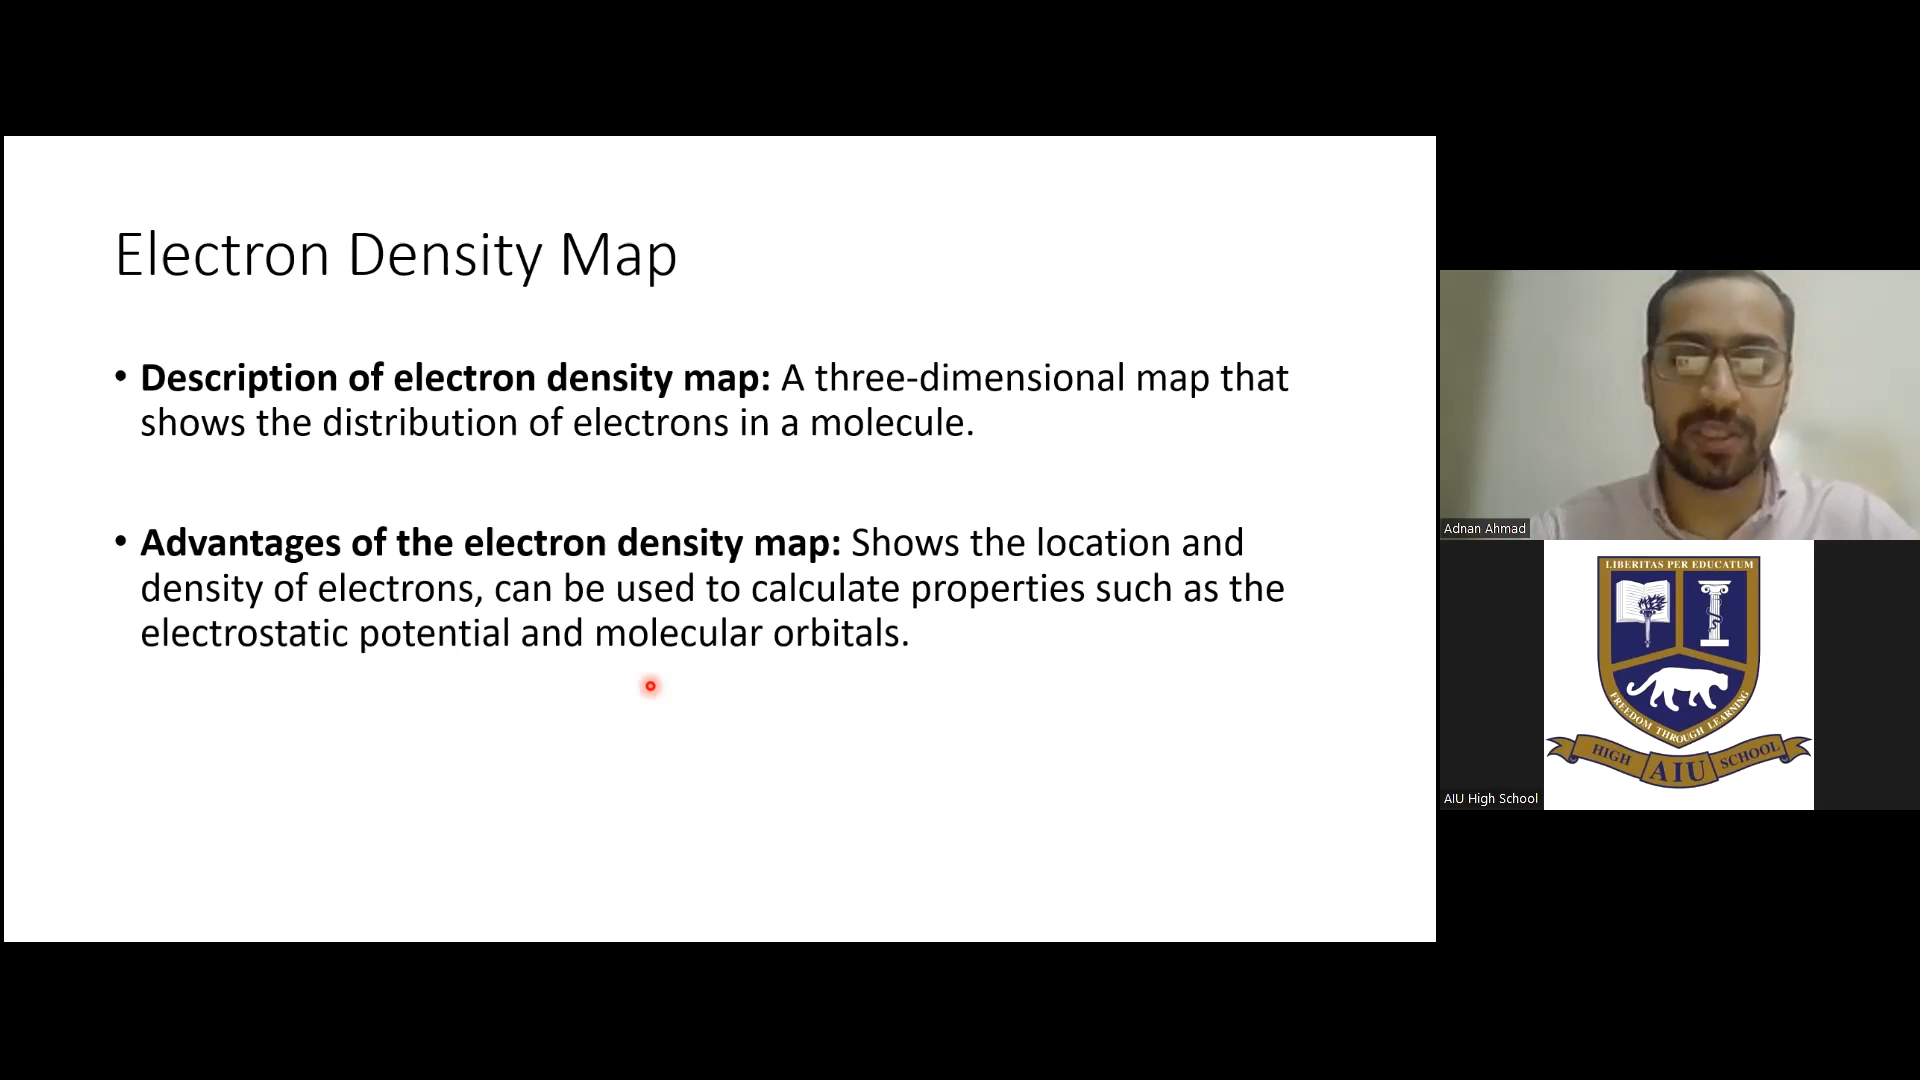 Electron Density Map
• Description of electron density map: A three-dimensional map that
shows the distribution of electrons in a molecule.
• Advantages of the electron density map: Shows the location and
density of electrons, can be used to calculate properties such as the
electrostatic potential and molecular orbitals.
Adnan Ahmad
LIBERITAS PER EDUCATUM
FREEDOM THROUGH LEARNING
HIGH AIU SCHOOL
AIU High School